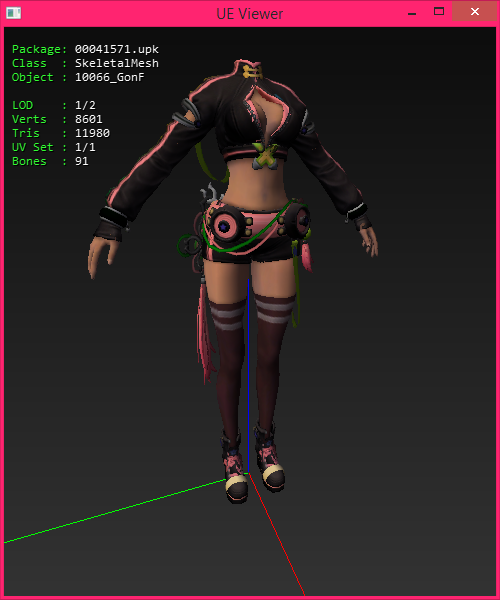 UE Viewer
Package: 00041571.upk
Class : SkeletalMesh
Object : 10066_GonF
LOD : 1/2
Verts : 8601
Tris : 11980
UV Set : 1/1
Bones : 91